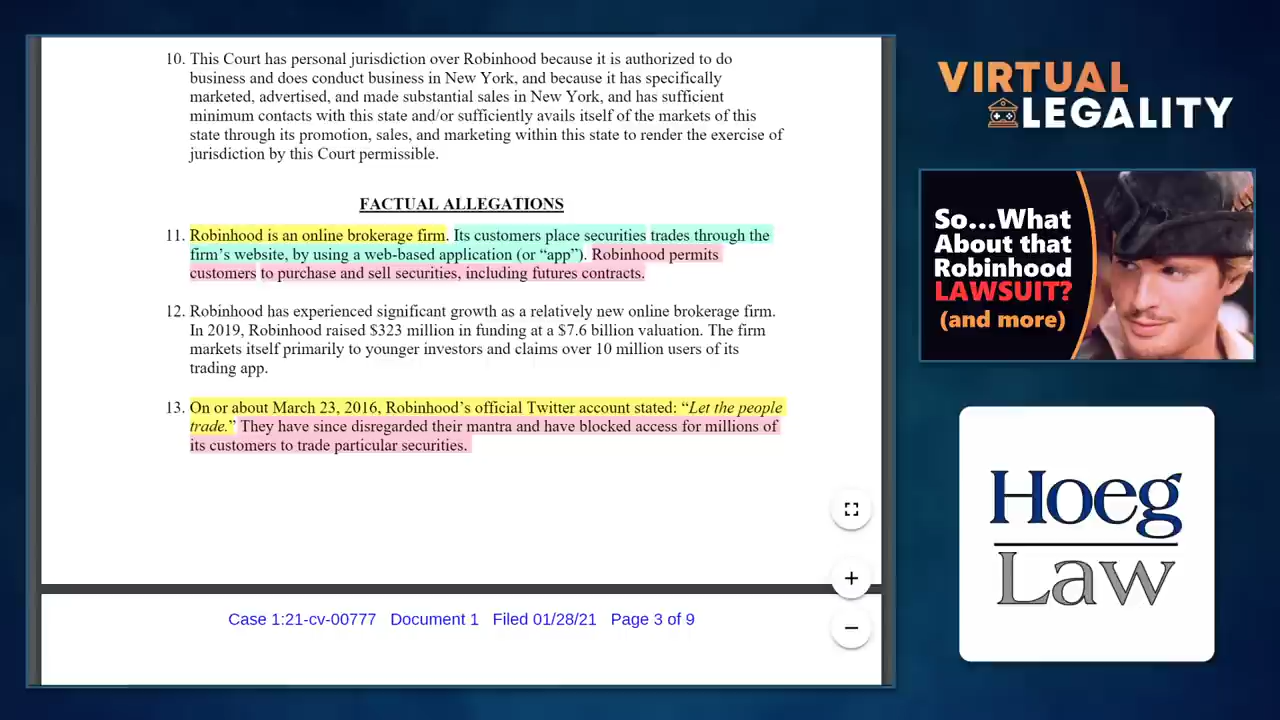 10. This Court has personal jurisdiction over Robinhood because it is authorized to do
business and does conduct business in New York, and because it has specifically
marketed, advertised, and made substantial sales in New York, and has sufficient
minimum contacts with this state and/or sufficiently avails itself of the markets of this
state through its promotion, sales, and marketing within this state to render the exercise of
jurisdiction by this Court permissible.
FACTUAL ALLEGATIONS
11. Robinhood is an online brokerage firm. Its customers place securities trades through the
firm’s website, by using a web-based application (or “app”). Robinhood permits
customers to purchase and sell securities, including futures contracts.
12. Robinhood has experienced significant growth as a relatively new online brokerage firm.
In 2019, Robinhood raised $323 million in funding at a $7.6 billion valuation. The firm
markets itself primarily to younger investors and claims over 10 million users of its
trading app.
13. On or about March 23, 2016, Robinhood’s official Twitter account stated: “Let the people
trade.” They have since disregarded their mantra and have blocked access for millions of
its customers to trade particular securities.
Case 1:21-cv-00777 Document 1 Filed 01/28/21 Page 3 of 9
VIRTUAL
LEGALITY
So...What
About that
Robinhood
LAWSUIT?
(and more)
Hoeg
Law